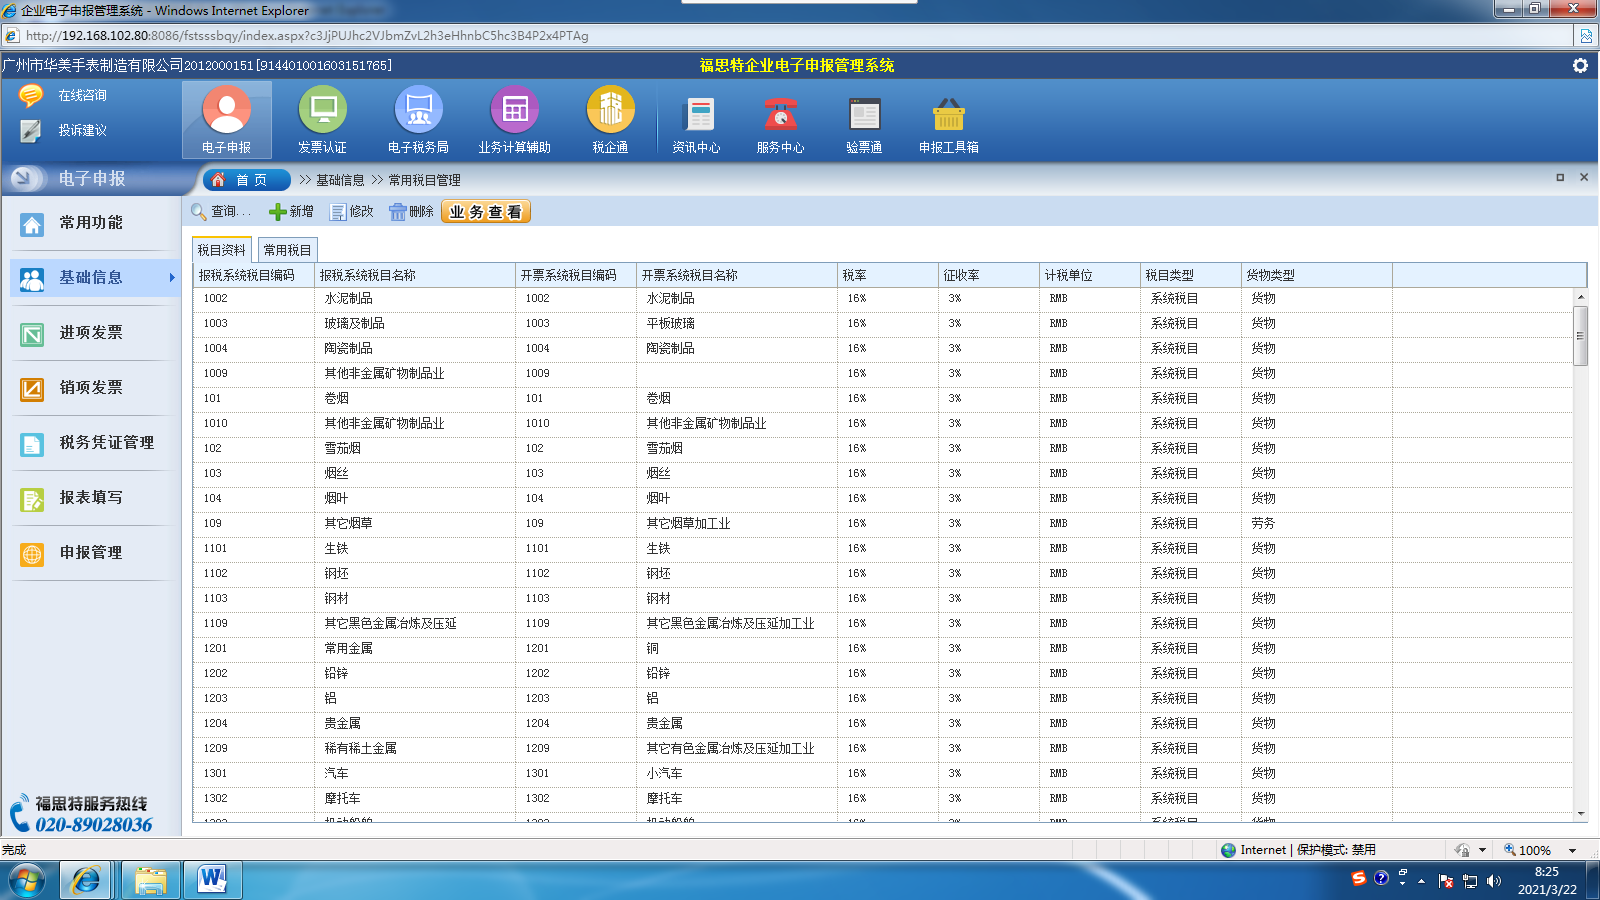 企业电子申报管理系统 - Windows Internet Explorer
http://192.168.102.80:8086/fstsssbqy/index.aspx?c3JjPUJhc2VJbmZvL2h3eHhnbC5hc3B4P2x4PTAg
广州市华美手表制造有限公司2012000151[914401001603151765]
福思特企业电子申报管理系统
在线咨询
投诉建议
电子申报 发票认证 电子税务局 业务计算辅助 税企通 资讯中心 服务中心 验票通 申报工具箱
电子申报
首 页 >> 基础信息 >> 常用税目管理
查询... 新增 修改 删除 业务查看
常用功能
基础信息
进项发票
销项发票
税务凭证管理
报表填写
申报管理
税目资料 常用税目
报税系统税目编码 报税系统税目名称 开票系统税目编码 开票系统税目名称 税率 征收率 计税单位 税目类型 货物类型
1002 水泥制品 1002 水泥制品 16% 3% RMB 系统税目 货物
1003 玻璃及制品 1003 平板玻璃 16% 3% RMB 系统税目 货物
1004 陶瓷制品 1004 陶瓷制品 16% 3% RMB 系统税目 货物
1009 其他非金属矿物制品业 1009 16% 3% RMB 系统税目 货物
101 卷烟 101 卷烟 16% 3% RMB 系统税目 货物
1010 其他非金属矿物制品业 1010 其他非金属矿物制品业 16% 3% RMB 系统税目 货物
102 雪茄烟 102 雪茄烟 16% 3% RMB 系统税目 货物
103 烟丝 103 烟丝 16% 3% RMB 系统税目 货物
104 烟叶 104 烟叶 16% 3% RMB 系统税目 货物
109 其它烟草 109 其它烟草加工业 16% 3% RMB 系统税目 劳务
1101 生铁 1101 生铁 16% 3% RMB 系统税目 货物
1102 钢坯 1102 钢坯 16% 3% RMB 系统税目 货物
1103 钢材 1103 钢材 16% 3% RMB 系统税目 货物
1109 其它黑色金属冶炼及压延 1109 其它黑色金属冶炼及压延加工业 16% 3% RMB 系统税目 货物
1201 常用金属 1201 铜 16% 3% RMB 系统税目 货物
1202 铅锌 1202 铅锌 16% 3% RMB 系统税目 货物
1203 铝 1203 铝 16% 3% RMB 系统税目 货物
1204 贵金属 1204 贵金属 16% 3% RMB 系统税目 货物
1209 稀有稀土金属 1209 其它有色金属冶炼及压延加工业 16% 3% RMB 系统税目 货物
1301 汽车 1301 小汽车 16% 3% RMB 系统税目 货物
1302 摩托车 1302 摩托车 16% 3% RMB 系统税目 货物
福思特服务热线
020-89028036
完成
Internet | 保护模式: 禁用
100%
8:25
2021/3/22